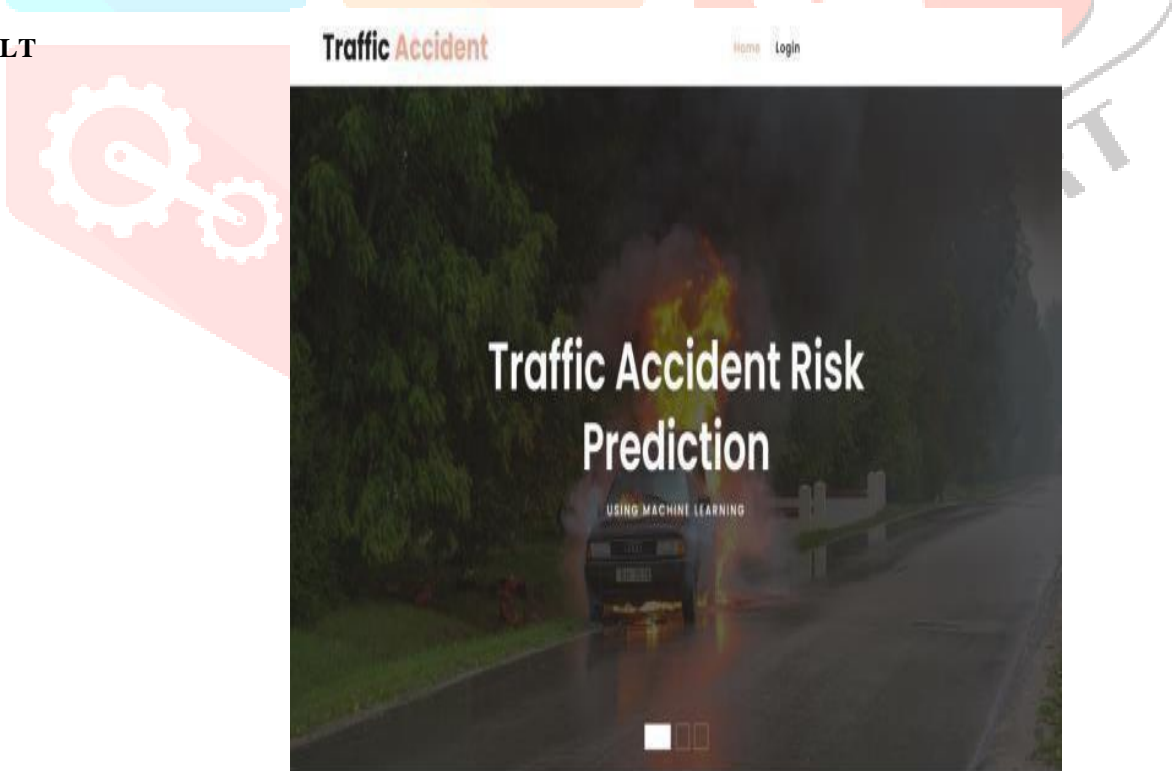 LT
Traffic Accident
Home Login
Traffic Accident Risk
Prediction
USING MACHINE LEARNING